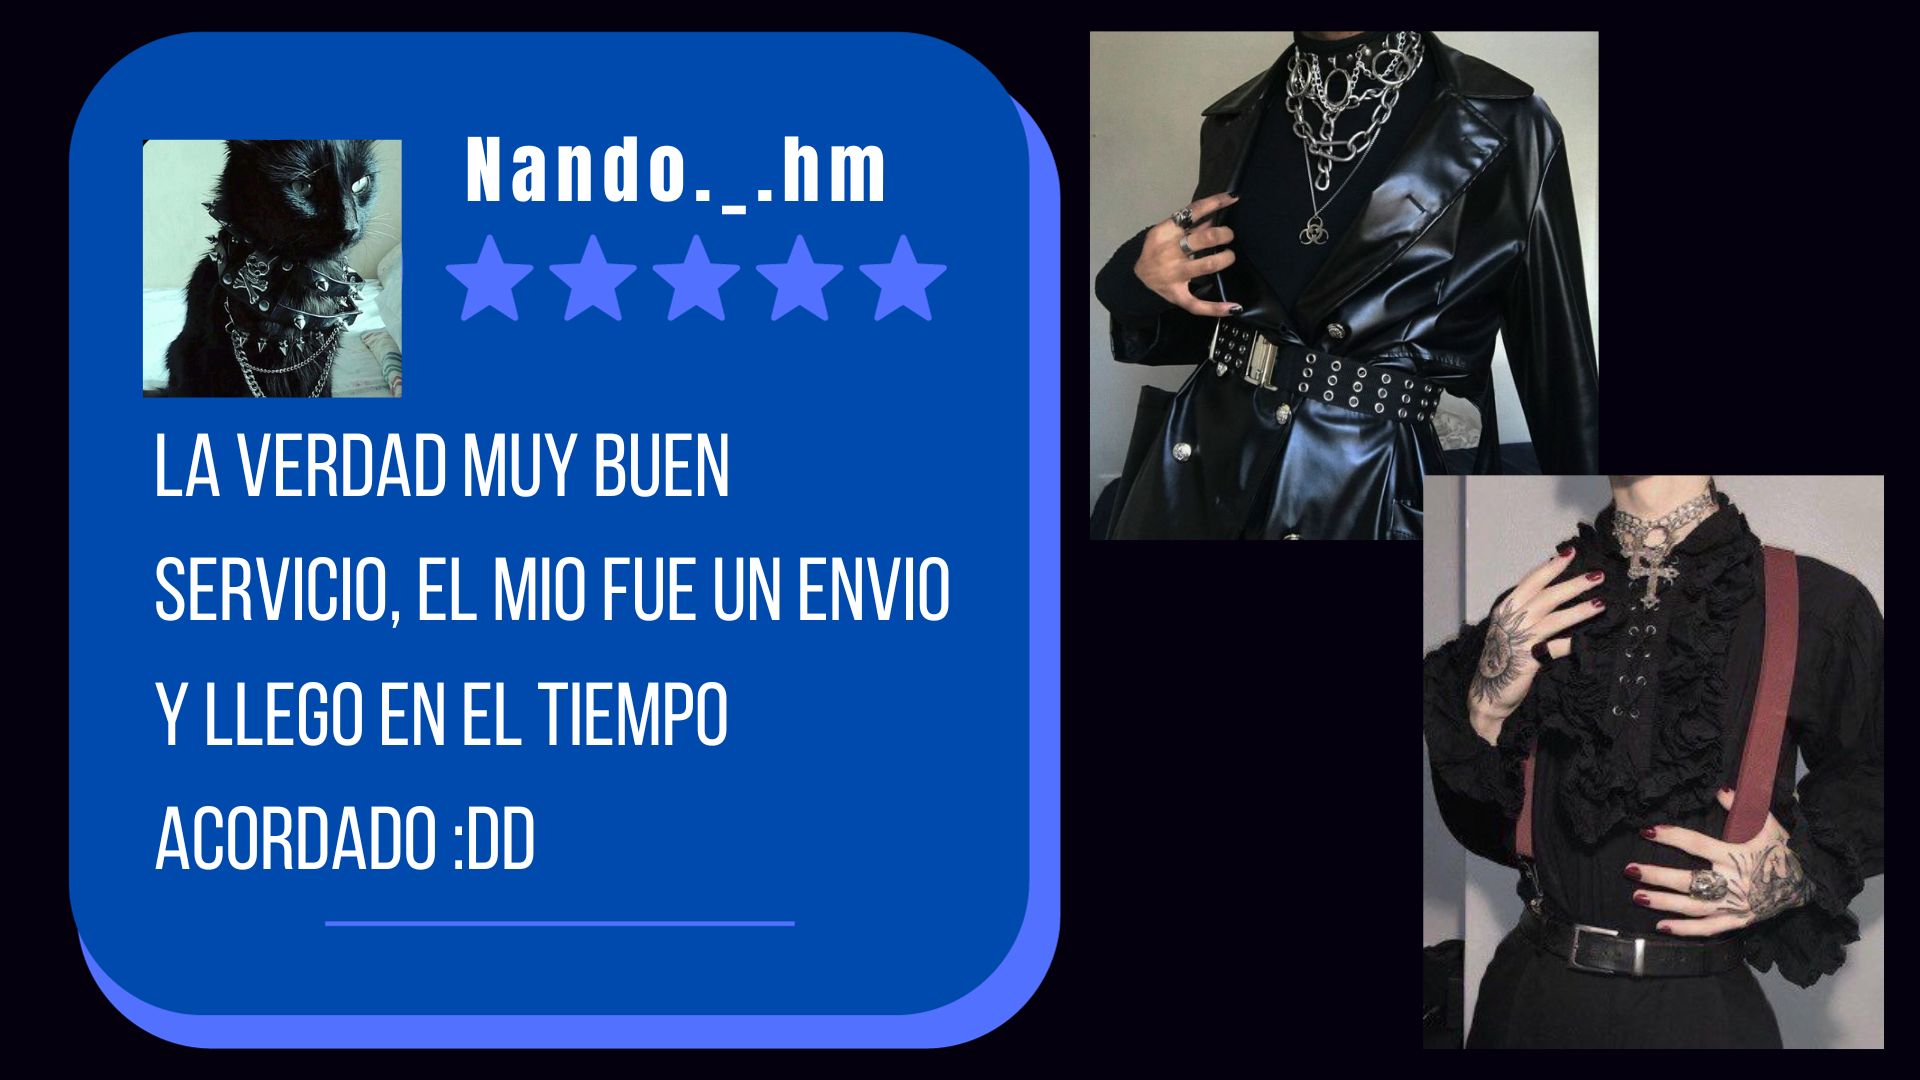 Nando._.hm
LA VERDAD MUY BUEN
SERVICIO, EL MIO FUE UN ENVIO
Y LLEGO EN EL TIEMPO
ACORDADO :DD